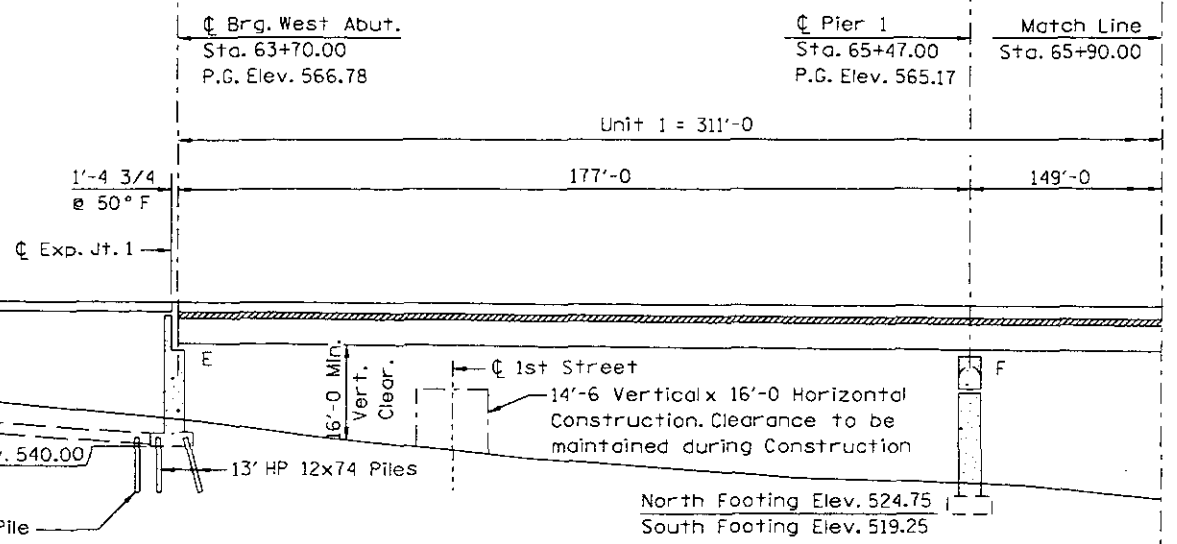 ℄ Brg. West Abut.
Sta. 63+70.00
P.G. Elev. 566.78
℄ Pier 1
Sta. 65+47.00
P.G. Elev. 565.17
Match Line
Sta. 65+90.00
Unit 1 = 311'-0
1'-4 3/4
@ 50° F
177'-0
149'-0
℄ Exp. Jt. 1
E
16'-0 Min.
Vert.
Clear.
℄ 1st Street
14'-6 Vertical x 16'-0 Horizontal
Construction. Clearance to be
maintained during Construction
F
v. 540.00
13' HP 12x74 Piles
North Footing Elev. 524.75
South Footing Elev. 519.25
Pile